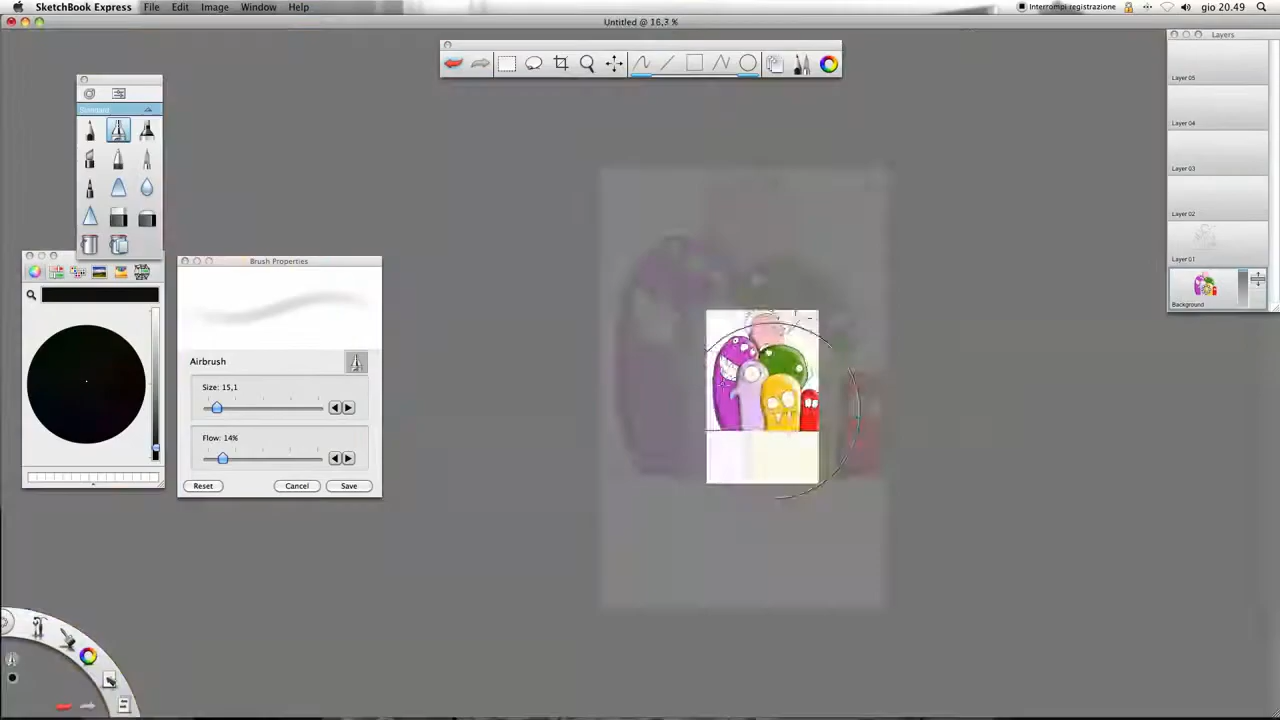 SketchBook Express File Edit Image Window Help
Interrompi registrazione
gio 20.49
Untitled @ 16,3 %
Layers
Layer 05
Layer 04
Layer 03
Layer 02
Layer 01
Background
Standard
Brush Properties
Airbrush
Size: 15,1
Flow: 14%
Reset Cancel Save